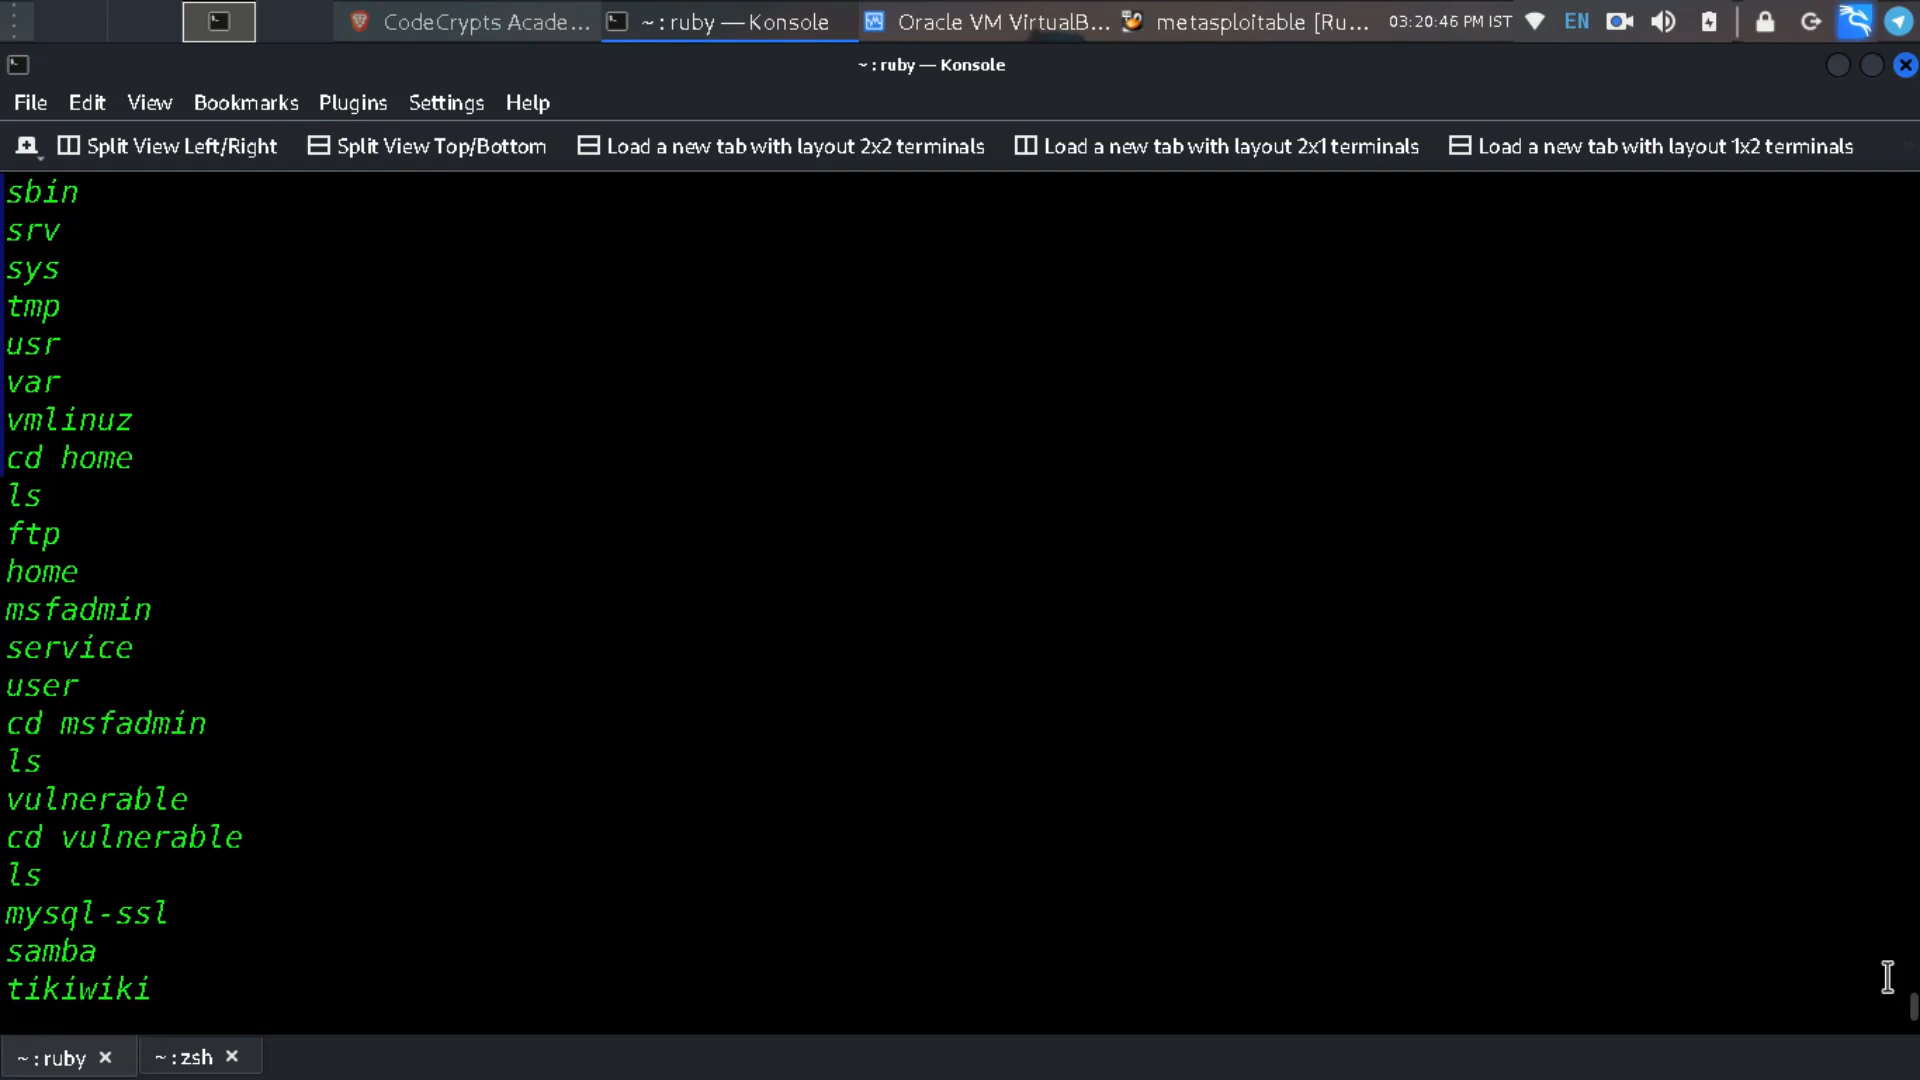 CodeCrypts Acade...
~ : ruby — Konsole
Oracle VM VirtualB...
metasploitable [Ru...
03:20:46 PM IST
EN
~ : ruby — Konsole
File Edit View Bookmarks Plugins Settings Help
Split View Left/Right Split View Top/Bottom Load a new tab with layout 2x2 terminals Load a new tab with layout 2x1 terminals Load a new tab with layout 1x2 terminals
sbin
srv
sys
tmp
usr
var
vmlinuz
cd home
ls
ftp
home
msfadmin
service
user
cd msfadmin
ls
vulnerable
cd vulnerable
ls
mysql-ssl
samba
tikiwiki
~ : ruby
~ : zsh